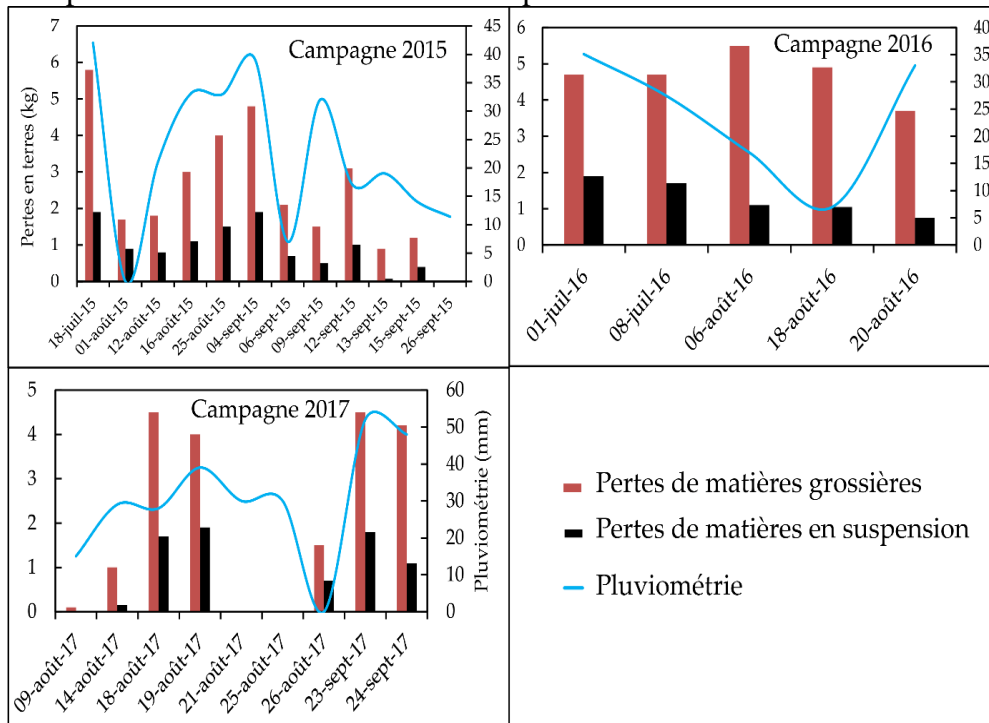 Campagne 2015
Pertes en terres (kg)
7
6
5
4
3
2
1
0
45
40
35
30
25
20
15
10
5
0
18-juil-15
01-août-15
12-août-15
16-août-15
25-août-15
04-sept-15
06-sept-15
09-sept-15
12-sept-15
13-sept-15
15-sept-15
26-sept-15
Campagne 2016
6
5
4
3
2
1
0
40
35
30
25
20
15
10
5
0
01-juil-16
08-juil-16
06-août-16
18-août-16
20-août-16
Campagne 2017
5
4
3
2
1
0
60
50
40
30
20
10
0
Pluviométrie (mm)
09-août-17
14-août-17
18-août-17
19-août-17
21-août-17
25-août-17
26-août-17
23-sept-17
24-sept-17
Pertes de matières grossières
Pertes de matières en suspension
Pluviométrie